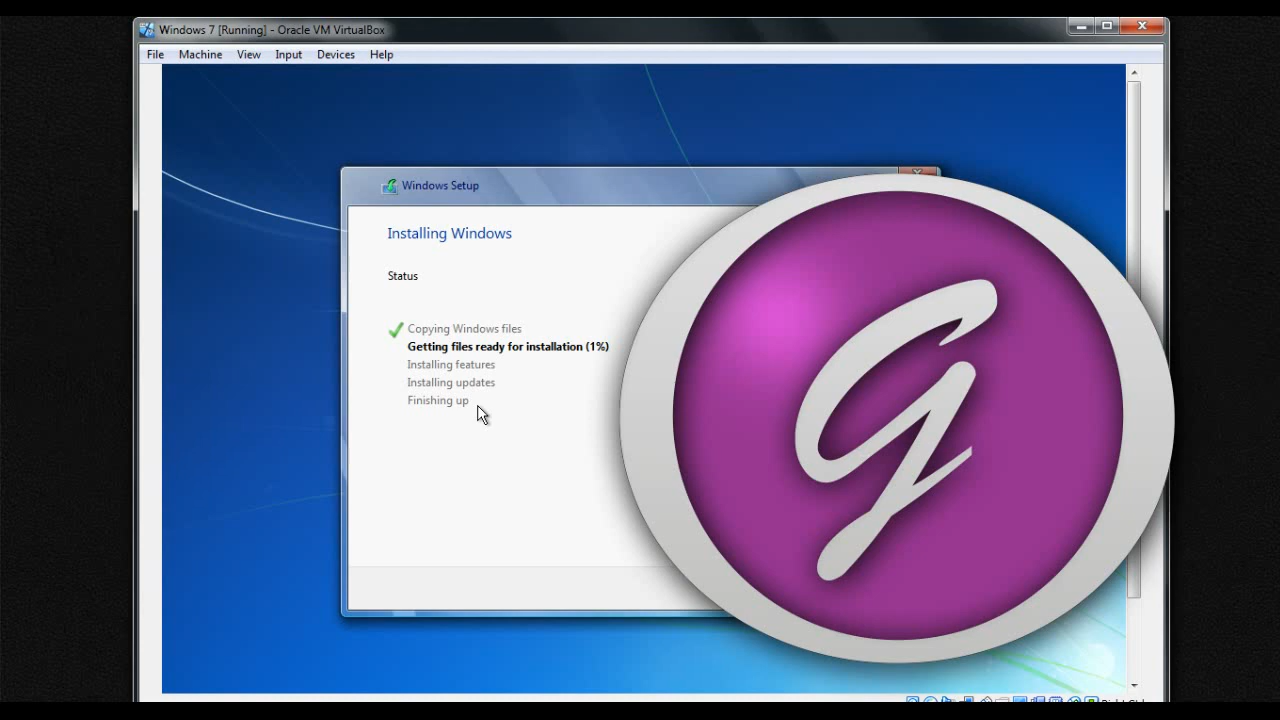 Windows 7 [Running] - Oracle VM VirtualBox
File Machine View Input Devices Help
Windows Setup
Installing Windows
Status
Copying Windows files
Getting files ready for installation (1%)
Installing features
Installing updates
Finishing up
g